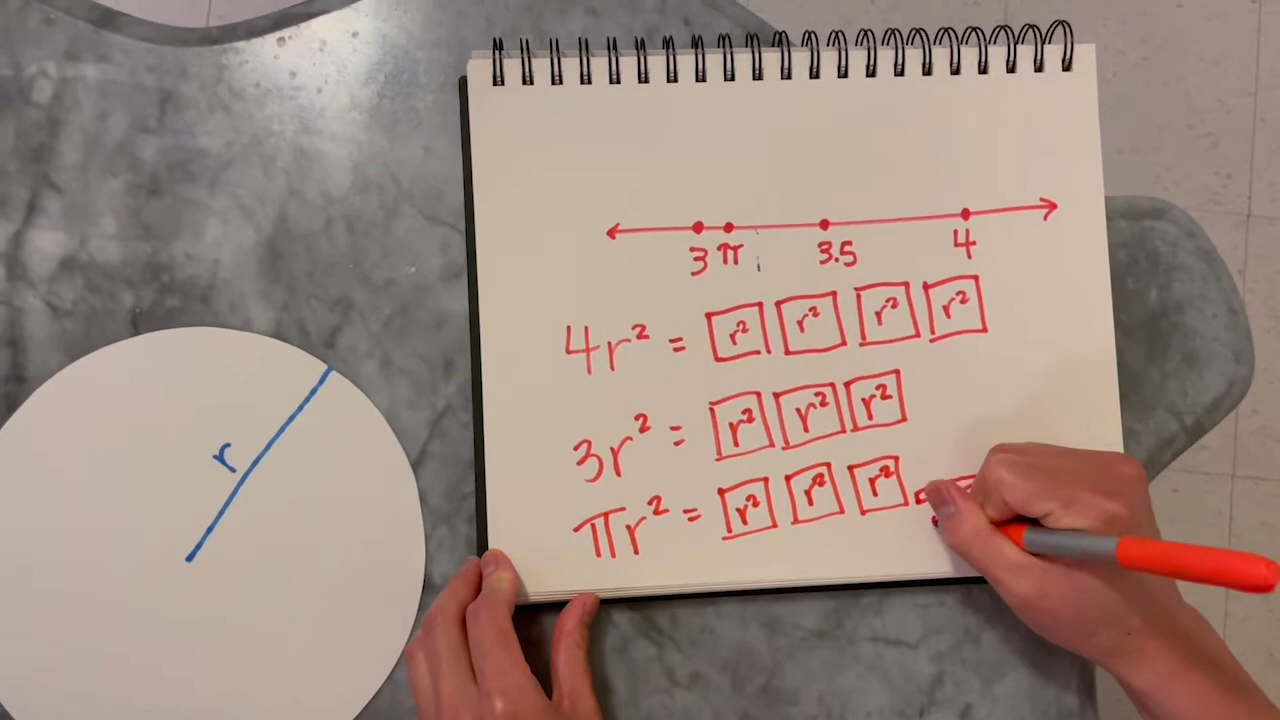 r
3 π 3.5 4
4r² = r² r² r² r²
3r² = r² r² r²
πr² = r² r² r²